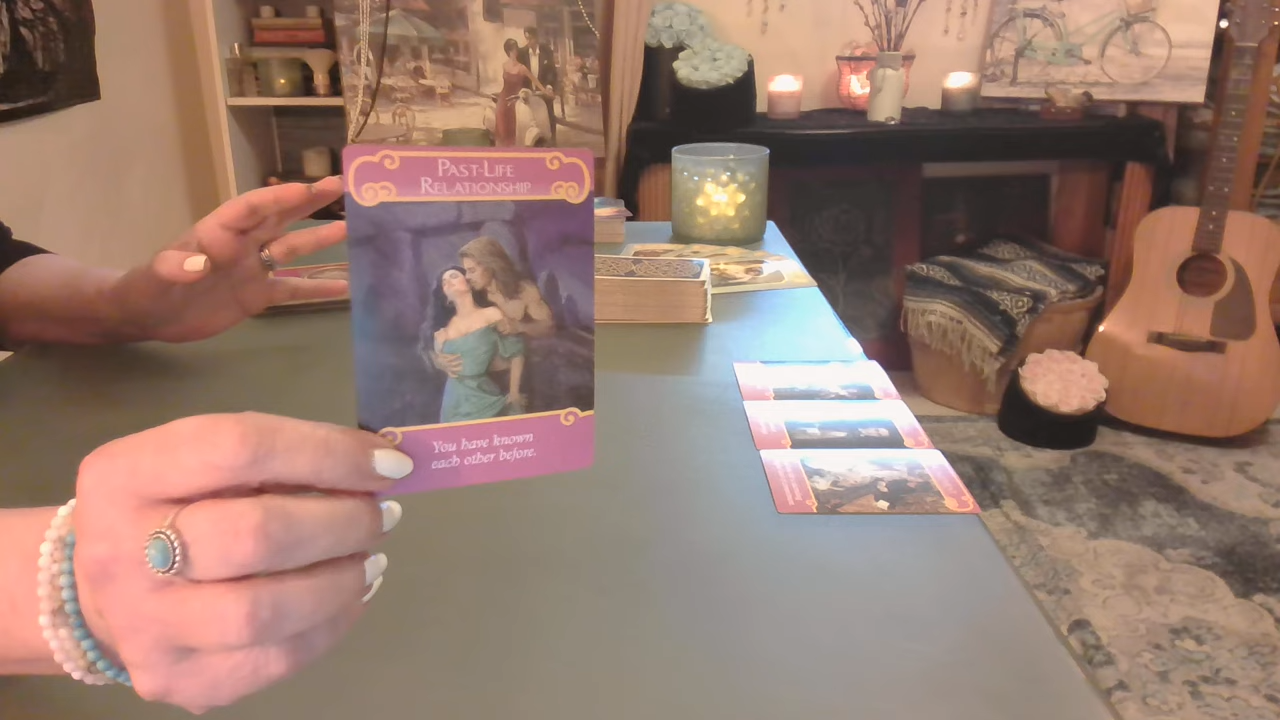 PAST-LIFE
RELATIONSHIP
You have known
each other before.